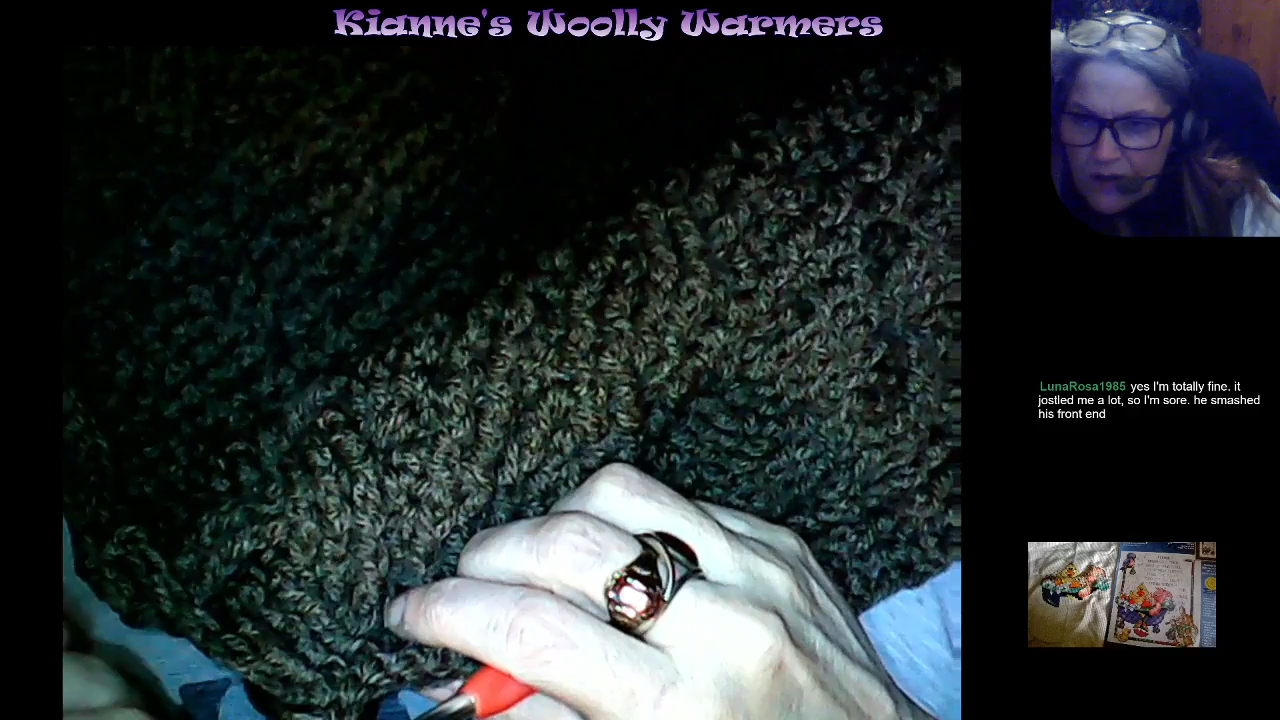 Kianne's Woolly Warmers
LunaRosa1985 yes I'm totally fine. it
jostled me a lot, so I'm sore. he smashed
his front end